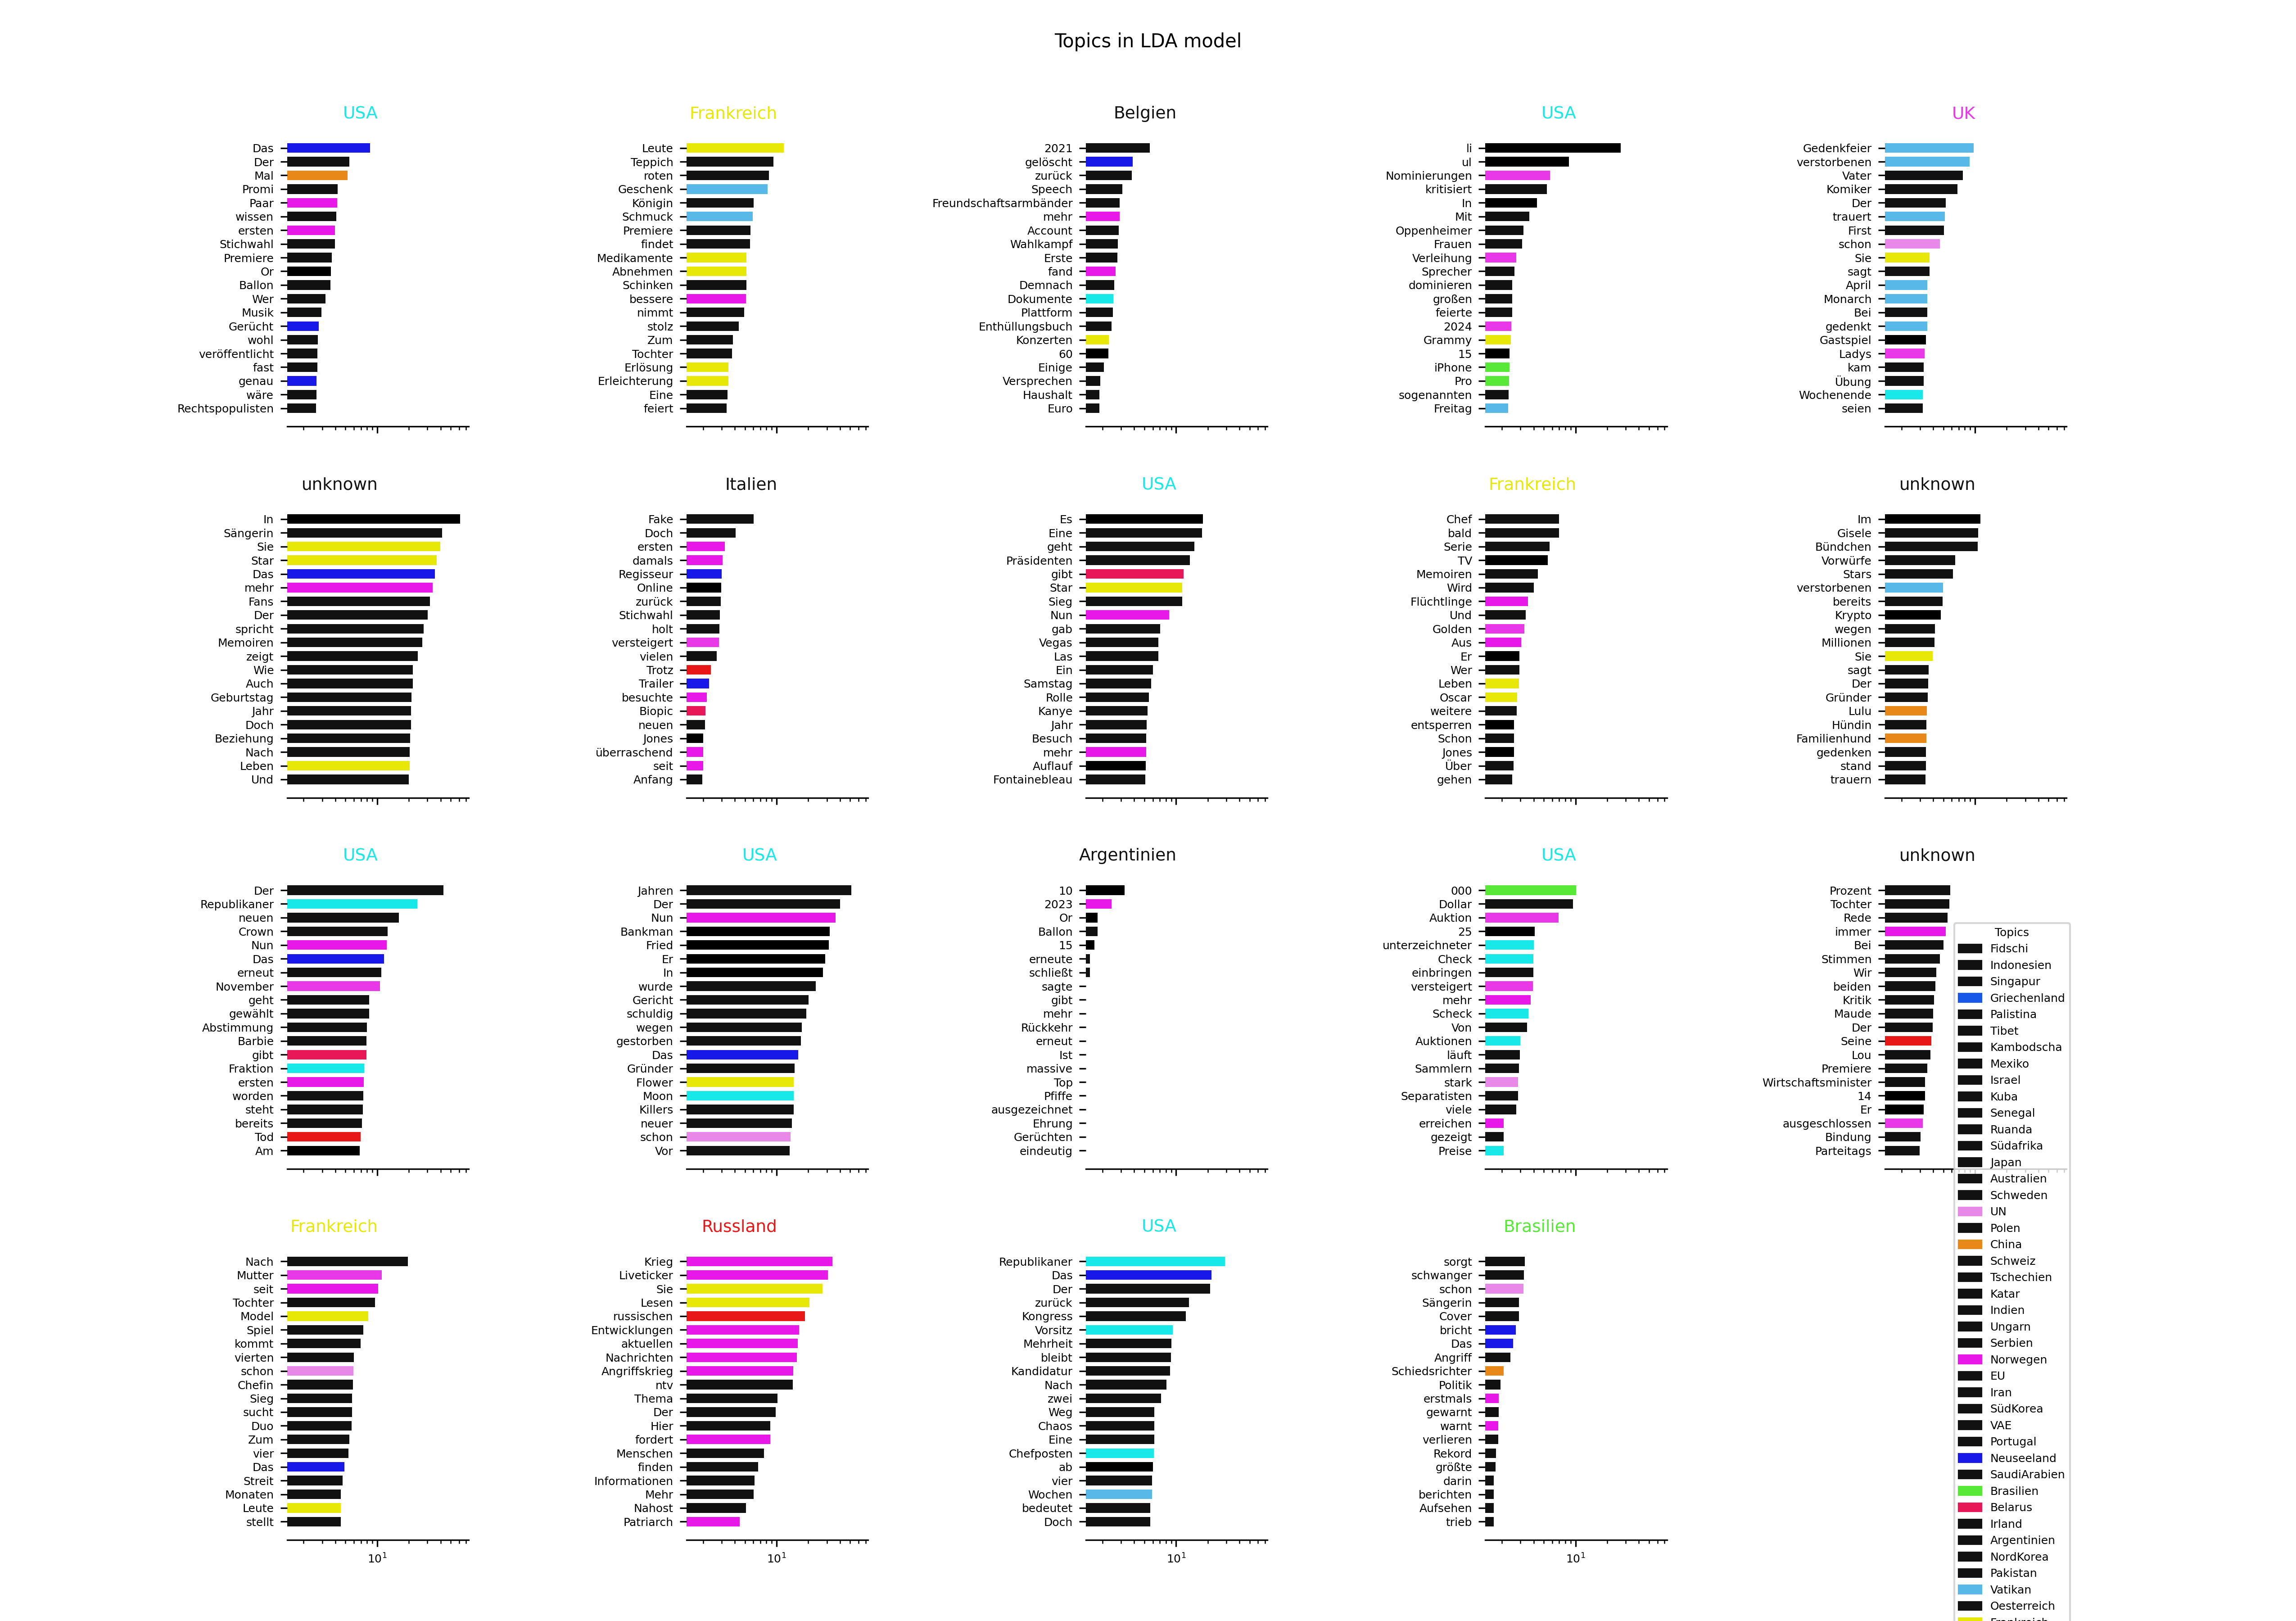 Topics in LDA model
USA
Das
Der
Mal
Promi
Paar
wissen
ersten
Stichwahl
Premiere
Or
Ballon
Wer
Musik
Gerücht
wohl
veröffentlicht
fast
genau
wäre
Rechtspopulisten
Frankreich
Leute
Teppich
roten
Geschenk
Königin
Schmuck
Premiere
findet
Medikamente
Abnehmen
Schinken
bessere
nimmt
stolz
Zum
Tochter
Erlösung
Erleichterung
Eine
feiert
Belgien
2021
gelöscht
zurück
Speech
Freundschaftsarmbänder
mehr
Account
Wahlkampf
Erste
fand
Demnach
Dokumente
Plattform
Enthüllungsbuch
Konzerten
60
Einige
Versprechen
Haushalt
Euro
USA
li
ul
Nominierungen
kritisiert
In
Mit
Oppenheimer
Frauen
Verleihung
Sprecher
dominieren
großen
feierte
2024
Grammy
15
iPhone
Pro
sogenannten
Freitag
UK
Gedenkfeier
verstorbenen
Vater
Komiker
Der
trauert
First
schon
Sie
sagt
April
Monarch
Bei
gedenkt
Gastspiel
Ladys
kam
Übung
Wochenende
seien
unknown
In
Sängerin
Sie
Star
Das
mehr
Fans
Der
spricht
Memoiren
zeigt
Wie
Auch
Geburtstag
Jahr
Doch
Beziehung
Nach
Leben
Und
Italien
Fake
Doch
ersten
damals
Regisseur
Online
zurück
Stichwahl
holt
versteigert
vielen
Trotz
Trailer
besuchte
Biopic
neuen
Jones
überraschend
seit
Anfang
USA
Es
Eine
geht
Präsidenten
gibt
Star
Sieg
Nun
gab
Vegas
Las
Ein
Samstag
Rolle
Kanye
Jahr
Besuch
mehr
Auflauf
Fontainebleau
Frankreich
Chef
bald
Serie
TV
Memoiren
Wird
Flüchtlinge
Und
Golden
Aus
Er
Wer
Leben
Oscar
weitere
entsperren
Schon
Jones
Über
gehen
unknown
Im
Gisele
Bündchen
Vorwürfe
Stars
verstorbenen
bereits
Krypto
wegen
Millionen
Sie
sagt
Der
Gründer
Lulu
Hündin
Familienhund
gedenken
stand
trauern
USA
Der
Republikaner
neuen
Crown
Nun
Das
erneut
November
geht
gewählt
Abstimmung
Barbie
gibt
Fraktion
ersten
worden
steht
bereits
Tod
Am
USA
Jahren
Der
Nun
Bankman
Fried
Er
In
wurde
Gericht
schuldig
wegen
gestorben
Das
Gründer
Flower
Moon
Killers
neuer
schon
Vor
Argentinien
10
2023
Or
Ballon
15
erneute
schließt
sagte
gibt
mehr
Rückkehr
erneut
Ist
massive
Top
Pfiffe
ausgezeichnet
Ehrung
Gerüchten
eindeutig
USA
000
Dollar
Auktion
25
unterzeichneter
Check
einbringen
versteigert
mehr
Scheck
Von
Auktionen
läuft
Sammlern
stark
Separatisten
viele
erreichen
gezeigt
Preise
unknown
Prozent
Tochter
Rede
immer
Bei
Stimmen
Wir
beiden
Kritik
Maude
Der
Seine
Lou
Premiere
Wirtschaftsminister
14
Er
ausgeschlossen
Bindung
Parteitags
Frankreich
Nach
Mutter
seit
Tochter
Model
Spiel
kommt
vierten
schon
Chefin
Sieg
sucht
Duo
Zum
vier
Das
Streit
Monaten
Leute
stellt
10¹
Russland
Krieg
Liveticker
Sie
Lesen
russischen
Entwicklungen
aktuellen
Nachrichten
Angriffskrieg
ntv
Thema
Der
Hier
fordert
Menschen
finden
Informationen
Mehr
Nahost
Patriarch
10¹
USA
Republikaner
Das
Der
zurück
Kongress
Vorsitz
Mehrheit
bleibt
Kandidatur
Nach
zwei
Weg
Chaos
Eine
Chefposten
ab
vier
Wochen
bedeutet
Doch
10¹
Brasilien
sorgt
schwanger
schon
Sängerin
Cover
bricht
Das
Angriff
Schiedsrichter
Politik
erstmals
gewarnt
warnt
verlieren
Rekord
größte
darin
berichten
Aufsehen
trieb
10¹
Topics
Fidschi
Indonesien
Singapur
Griechenland
Palistina
Tibet
Kambodscha
Mexiko
Israel
Kuba
Senegal
Ruanda
Südafrika
Japan
Australien
Schweden
UN
Polen
China
Schweiz
Tschechien
Katar
Indien
Ungarn
Serbien
Norwegen
EU
Iran
SüdKorea
VAE
Portugal
Neuseeland
SaudiArabien
Brasilien
Belarus
Irland
Argentinien
NordKorea
Pakistan
Vatikan
Oesterreich